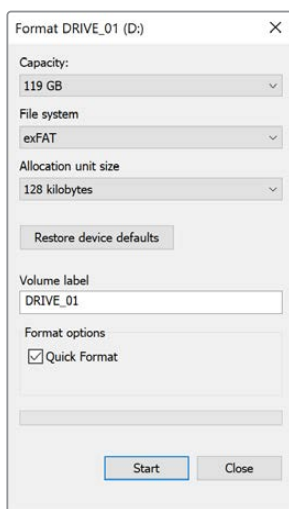 Format DRIVE_01 (D:)
Capacity:
119 GB
File system
exFAT
Allocation unit size
128 kilobytes
Restore device defaults
Volume label
DRIVE_01
Format options
Quick Format
Start
Close